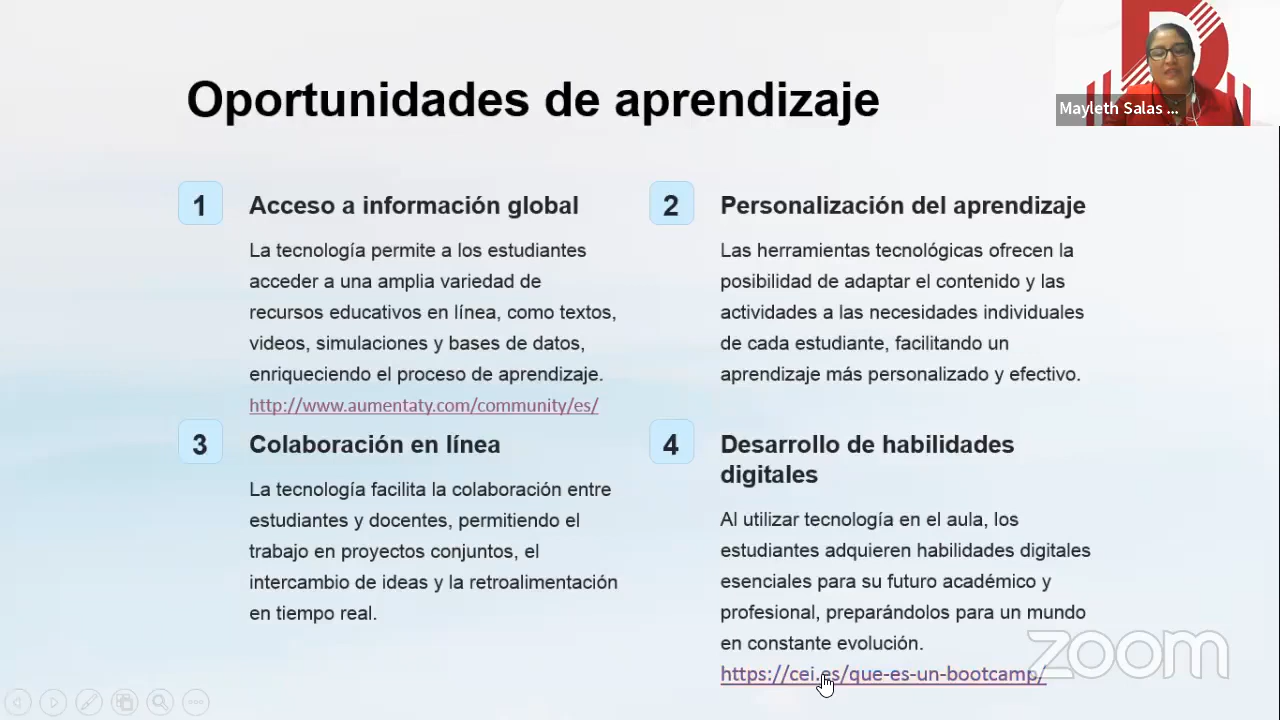 Oportunidades de aprendizaje
Mayleth Salas ...
1
Acceso a información global
La tecnología permite a los estudiantes
acceder a una amplia variedad de
recursos educativos en línea, como textos,
videos, simulaciones y bases de datos,
enriqueciendo el proceso de aprendizaje.
http://www.aumentaty.com/community/es/
2
Personalización del aprendizaje
Las herramientas tecnológicas ofrecen la
posibilidad de adaptar el contenido y las
actividades a las necesidades individuales
de cada estudiante, facilitando un
aprendizaje más personalizado y efectivo.
3
Colaboración en línea
La tecnología facilita la colaboración entre
estudiantes y docentes, permitiendo el
trabajo en proyectos conjuntos, el
intercambio de ideas y la retroalimentación
en tiempo real.
4
Desarrollo de habilidades
digitales
Al utilizar tecnología en el aula, los
estudiantes adquieren habilidades digitales
esenciales para su futuro académico y
profesional, preparándolos para un mundo
en constante evolución.
https://cei.es/que-es-un-bootcamp/
zoom